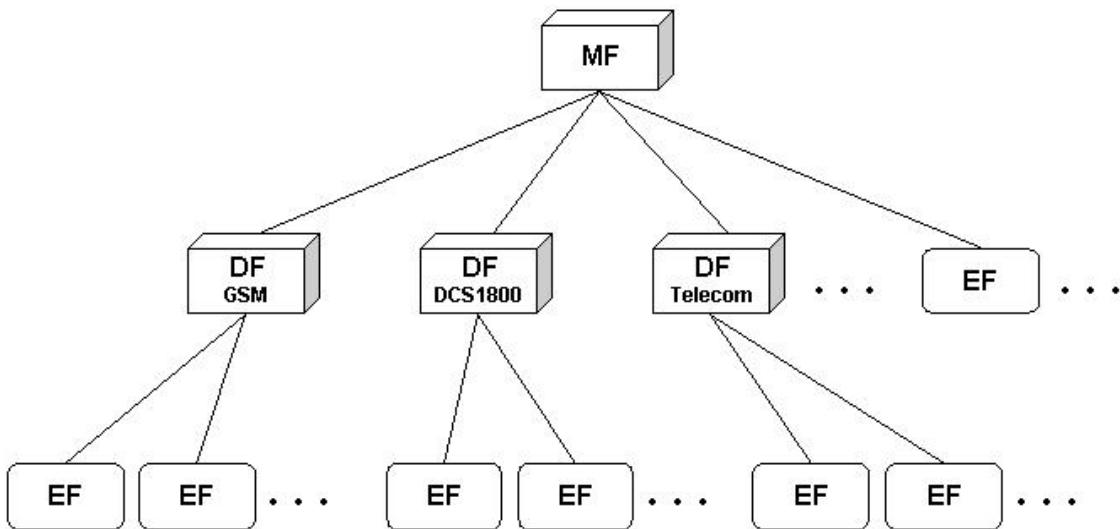 MF
DF
GSM
DF
DCS1800
DF
Telecom
. . .
EF
. . .
EF
EF
. . .
EF
EF
. . .
EF
EF
. . .